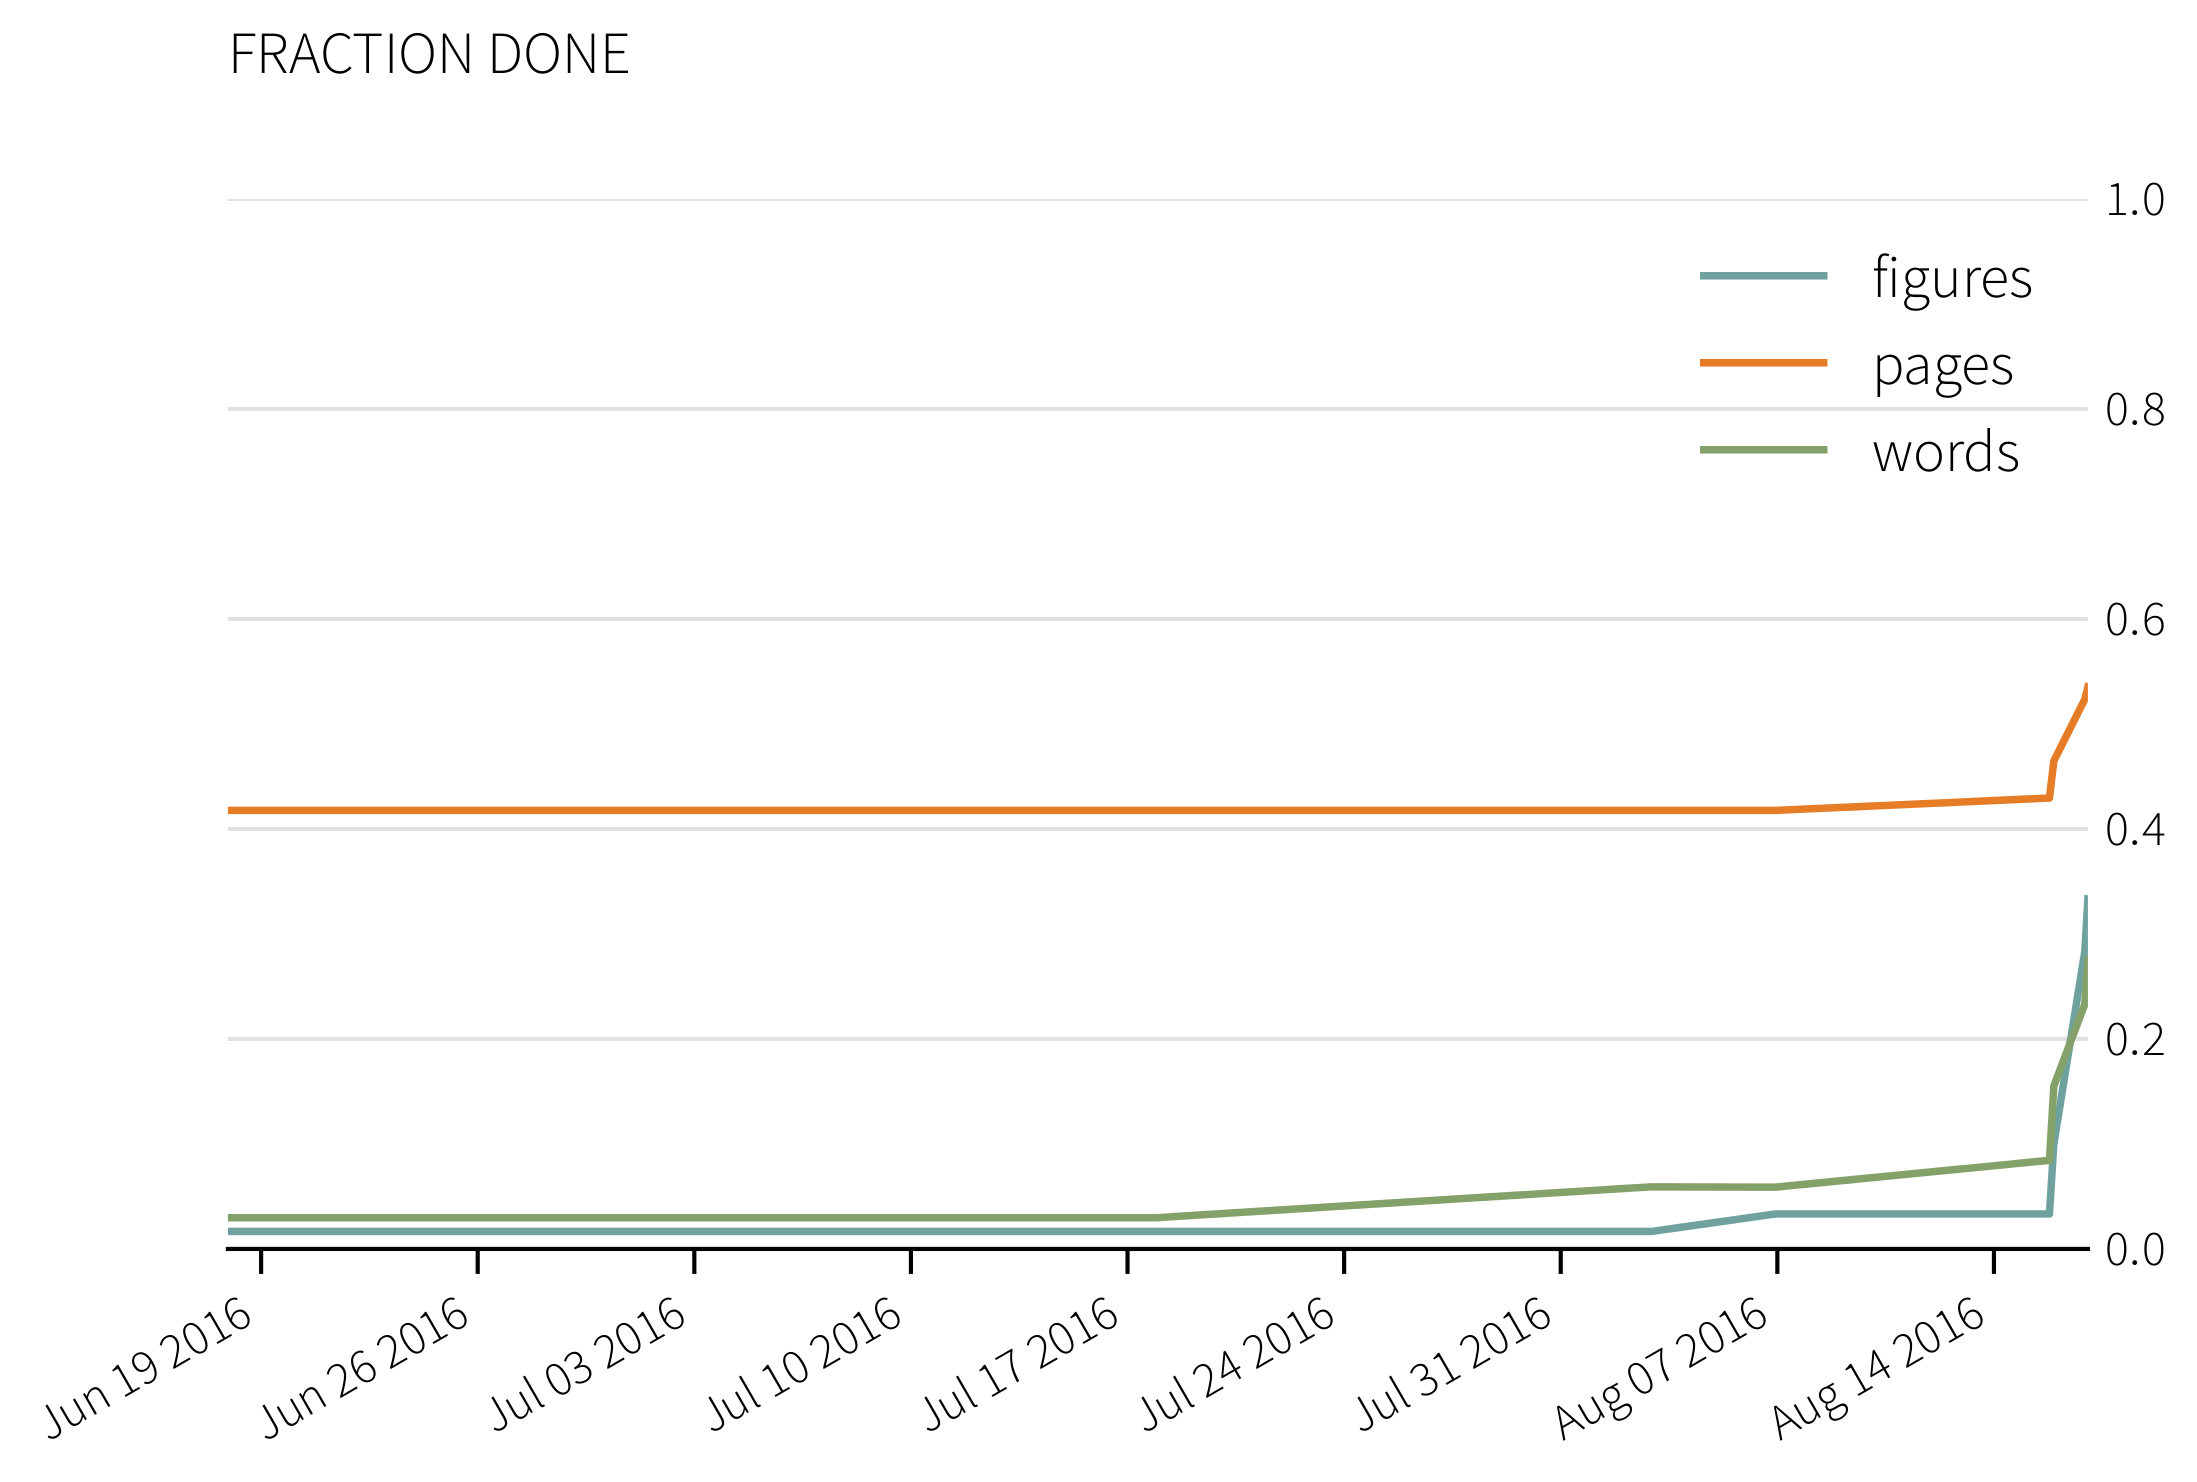 FRACTION DONE
1.0
figures
pages
0.8
words
0.6
0.4
0.2
0.0
Jun 19 2016
Jun 26 2016
Jul 03 2016
Jul 10 2016
Jul 17 2016
Jul 24 2016
Jul 31 2016
Aug 07 2016
Aug 14 2016